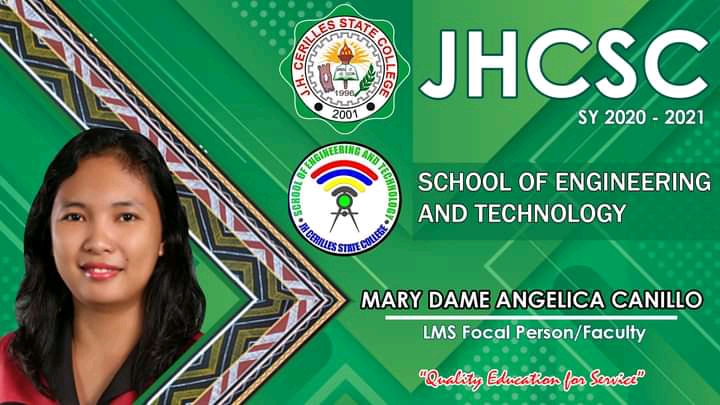 J.H. CERILLES STATE COLLEGE
1996
2001
JHCSC
SY 2020 - 2021
SCHOOL OF ENGINEERING AND TECHNOLOGY
JH CERILLES STATE COLLEGE
SCHOOL OF ENGINEERING
AND TECHNOLOGY
MARY DAME ANGELICA CANILLO
LMS Focal Person/Faculty
"Quality Education for Service"